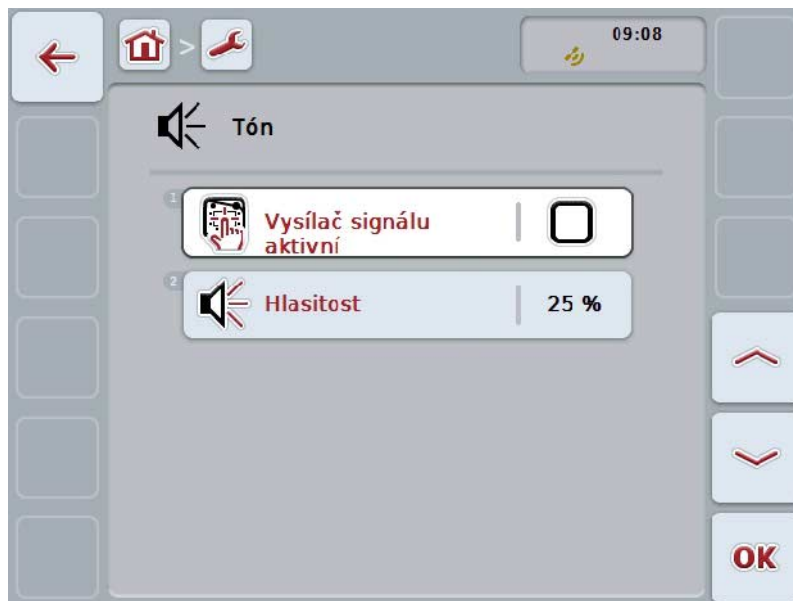 >
09:08
Tón
1
Vysílač signálu
aktivní
2
Hlasitost
25 %
OK